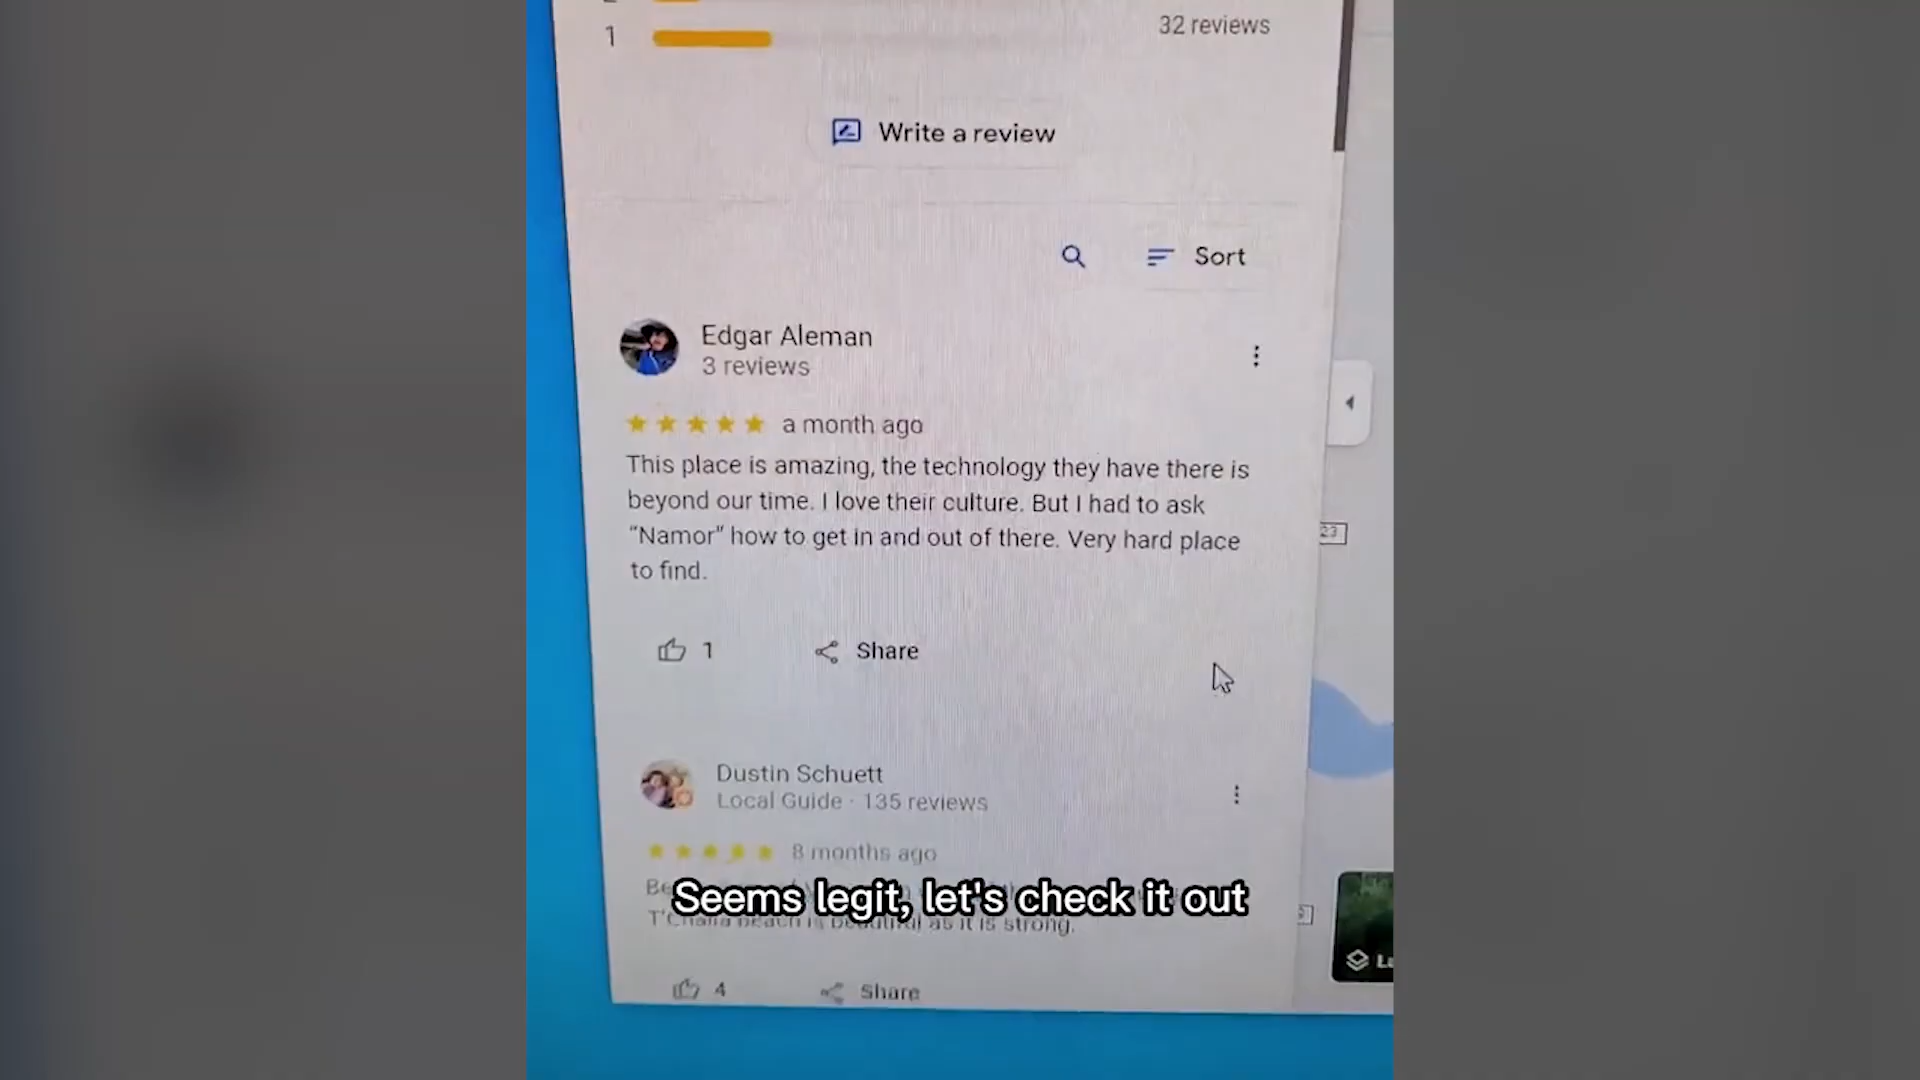 32 reviews
1
Write a review
Sort
Edgar Aleman
3 reviews
a month ago
This place is amazing, the technology they have there is
beyond our time. I love their culture. But I had to ask
“Namor” how to get in and out of there. Very hard place
to find.
1
Share
23
Dustin Schuett
Local Guide · 135 reviews
8 months ago
Seems legit, let's check it out
T'Challa beach is beautiful as it is strong.
4
Share